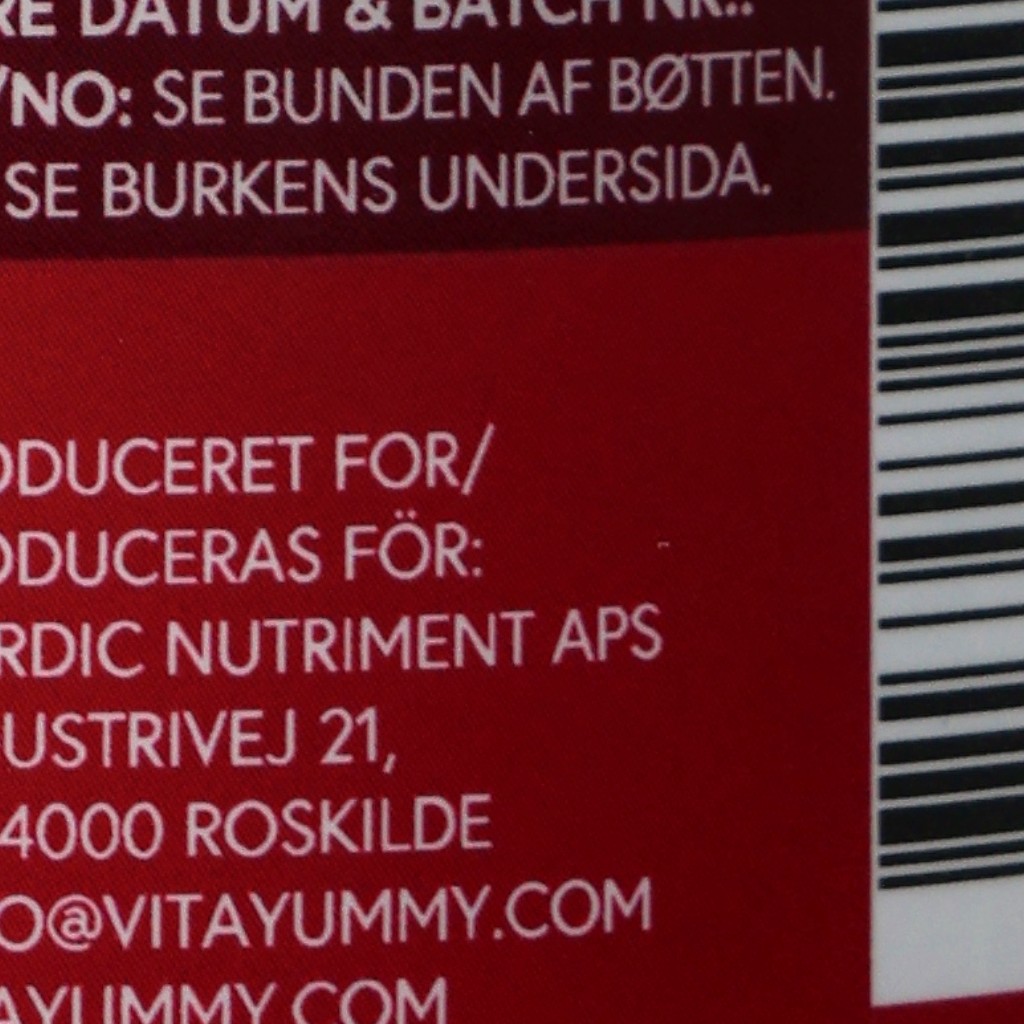 RE DATUM & BATCH NR.:
/NO: SE BUNDEN AF BØTTEN.
SE BURKENS UNDERSIDA.
ODUCERET FOR/
ODUCERAS FÖR:
RDIC NUTRIMENT APS
USTRIVEJ 21,
4000 ROSKILDE
O@VITAYUMMY.COM
AYUMMY.COM